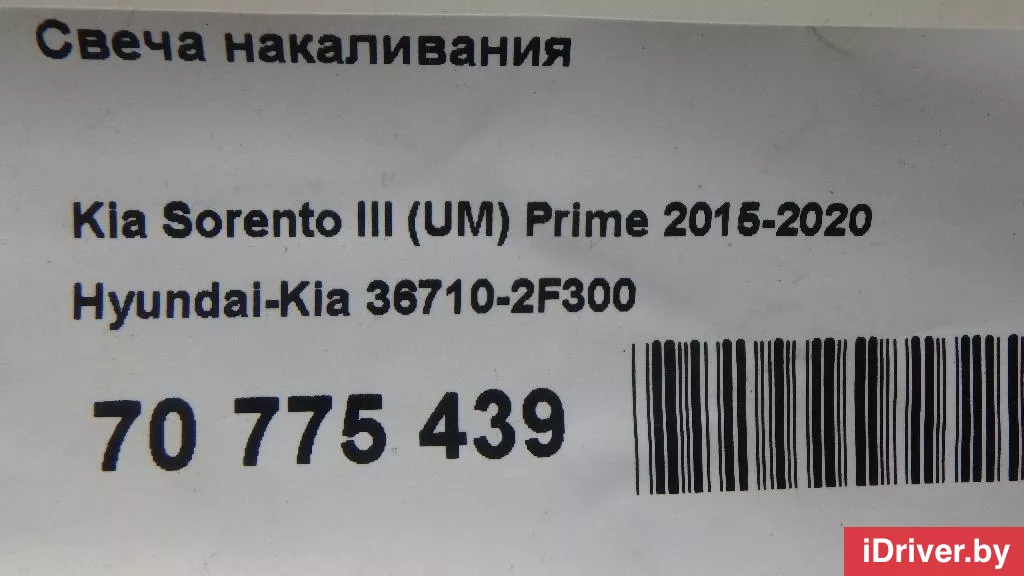 Свеча накаливания
Kia Sorento III (UM) Prime 2015-2020
Hyundai-Kia 36710-2F300
70 775 439
iDriver.by